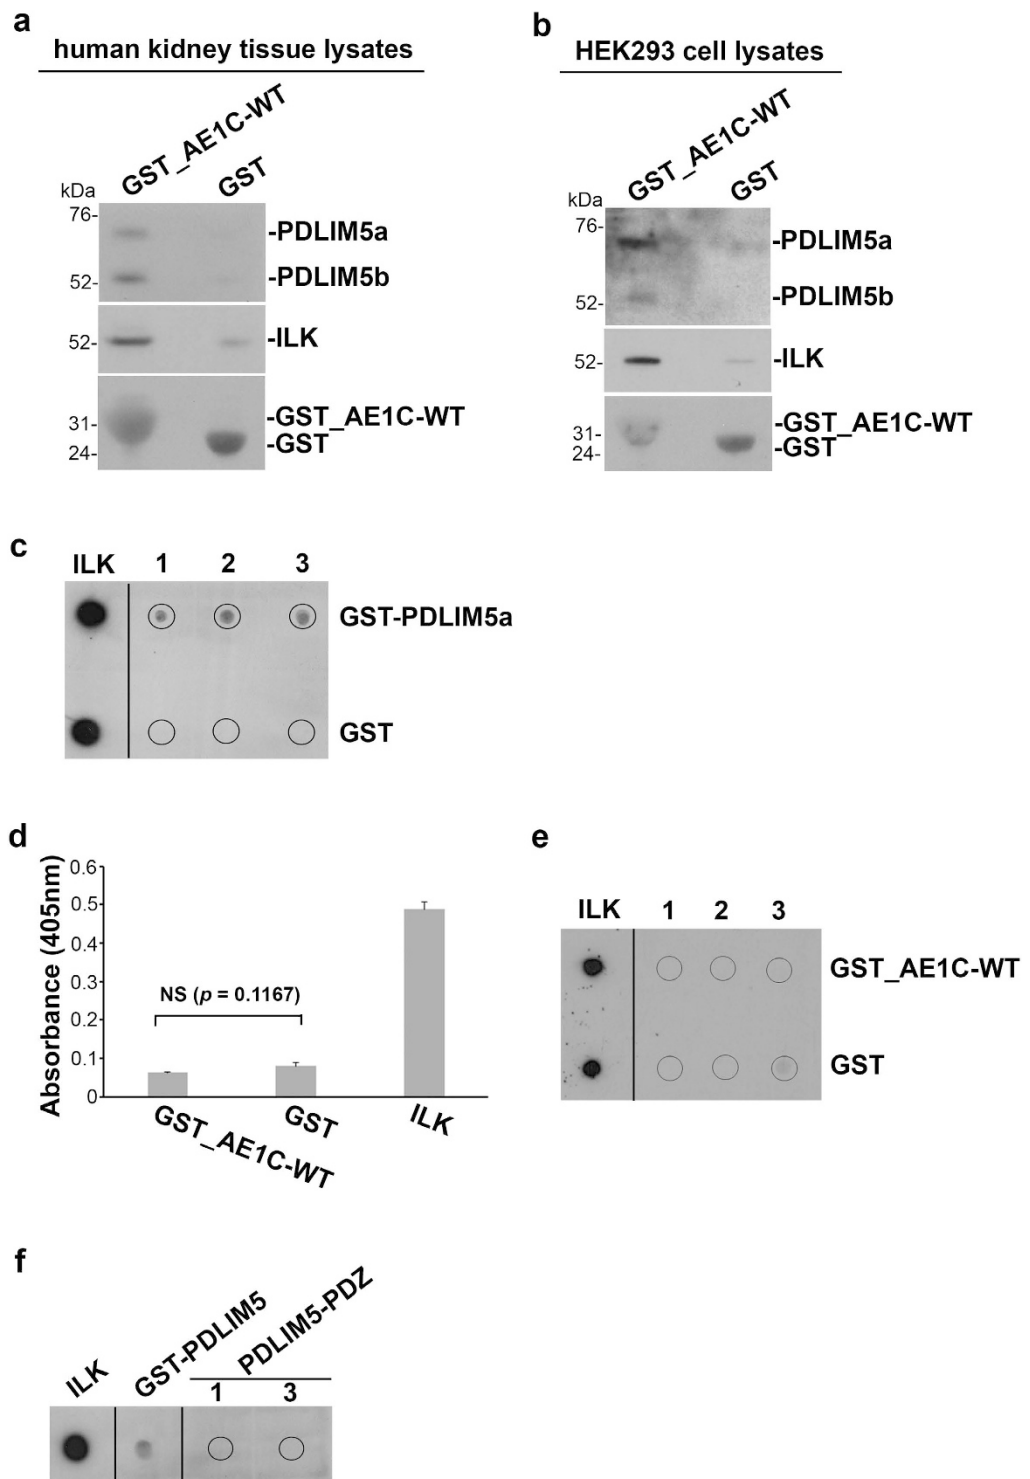 a
human kidney tissue lysates
GST_AE1C-WT
GST
kDa
76-
-PDLIM5a
-PDLIM5b
52-
52-
-ILK
-GST_AE1C-WT
31-
-GST
24-
b
HEK293 cell lysates
GST_AE1C-WT
GST
kDa
76-
-PDLIM5a
-PDLIM5b
52-
52-
-ILK
-GST_AE1C-WT
31-
-GST
24-
c
ILK 1 2 3
GST-PDLIM5a
GST
d
Absorbance (405nm)
0.6
0.5
0.4
0.3
0.2
0.1
0
NS (p = 0.1167)
GST_AE1C-WT
GST
ILK
e
ILK 1 2 3
GST_AE1C-WT
GST
f
ILK
GST-PDLIM5
PDLIM5-PDZ
1 3